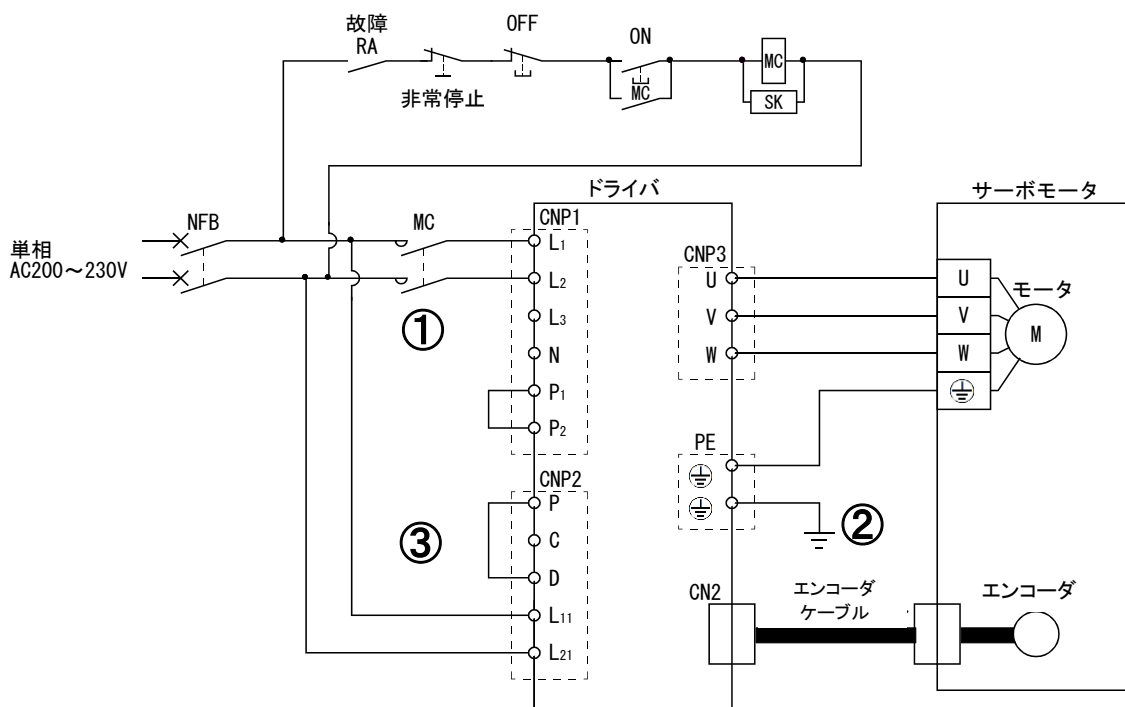 故障
RA
OFF
ON
非常停止
MC
MC
SK
ドライバ
サーボモータ
NFB
MC
単相
AC200～230V
CNP1
L1
L2
L3
N
P1
P2
①
CNP3
U
V
W
U
V
W
モータ
M
PE
②
CNP2
P
C
D
L11
L21
③
CN2
エンコーダ
ケーブル
エンコーダ